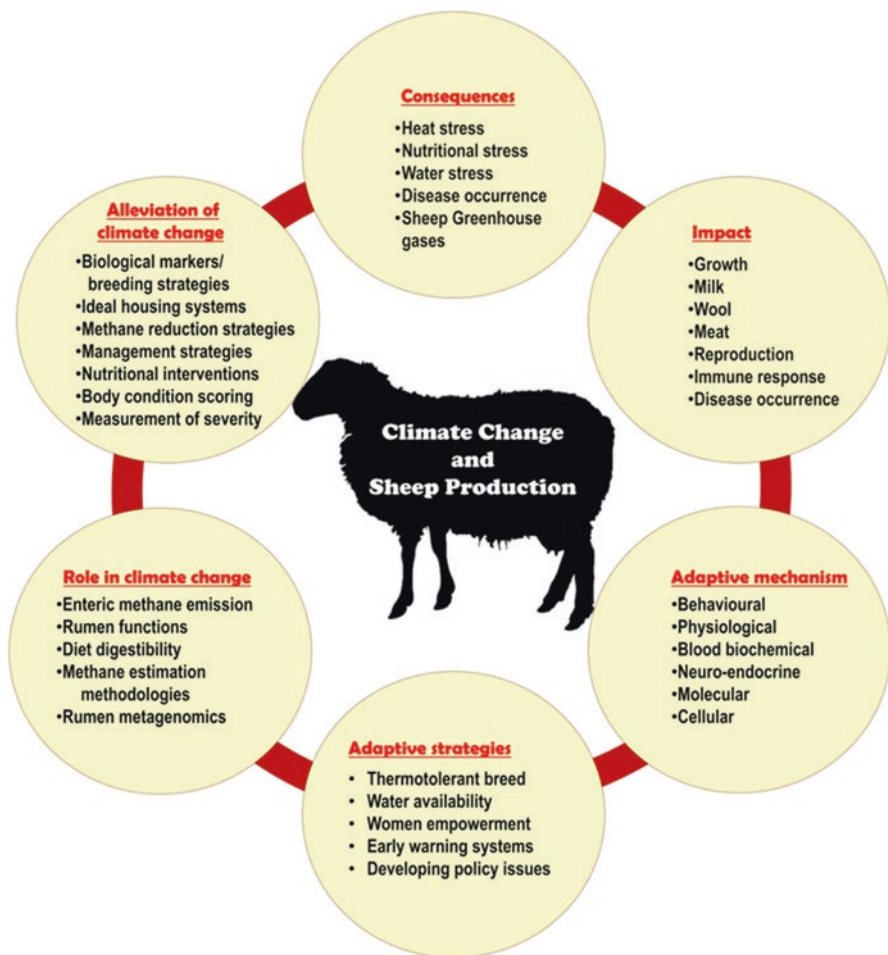 Consequences
•Heat stress
•Nutritional stress
•Water stress
•Disease occurrence
•Sheep Greenhouse
gases
Impact
•Growth
•Milk
•Wool
•Meat
•Reproduction
•Immune response
•Disease occurrence
Adaptive mechanism
•Behavioural
•Physiological
•Blood biochemical
•Neuro-endocrine
•Molecular
•Cellular
Adaptive strategies
• Thermotolerant breed
• Water availability
• Women empowerment
• Early warning systems
• Developing policy issues
Role in climate change
•Enteric methane emission
•Rumen functions
•Diet digestibility
•Methane estimation
methodologies
•Rumen metagenomics
Alleviation of
climate change
•Biological markers/
breeding strategies
•Ideal housing systems
•Methane reduction strategies
•Management strategies
•Nutritional interventions
•Body condition scoring
•Measurement of severity
Climate Change
and
Sheep Production